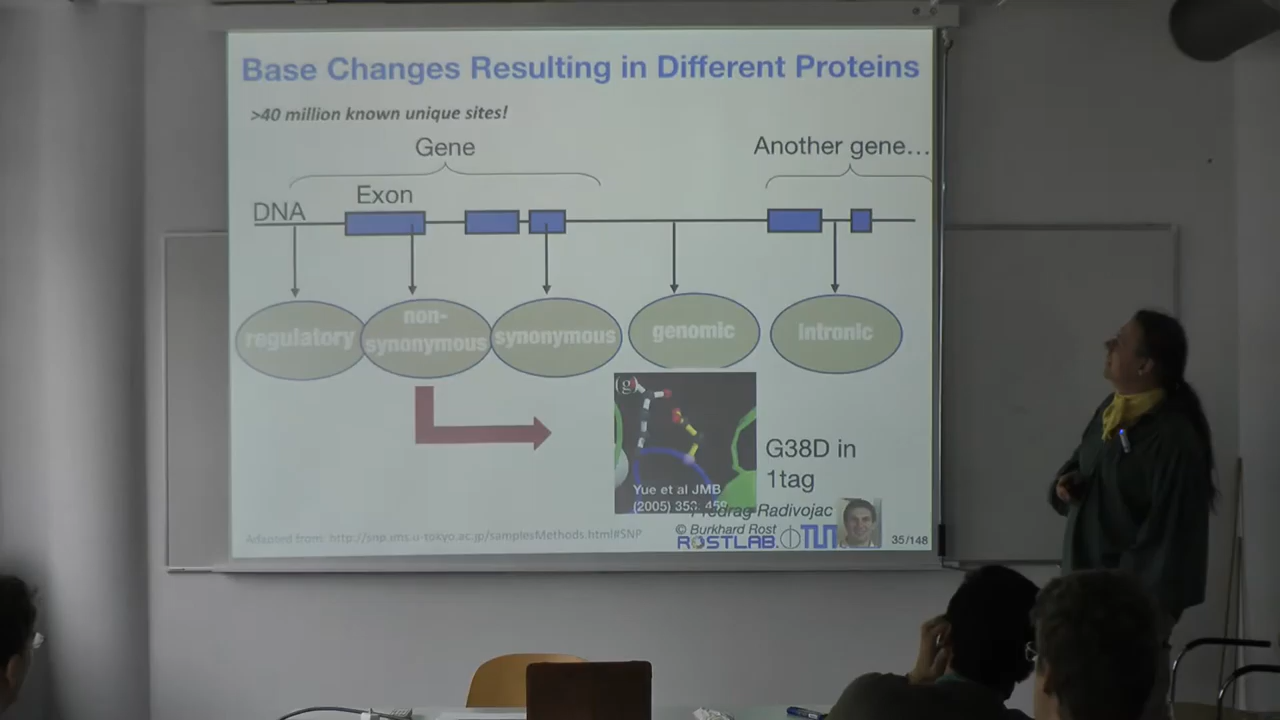 Base Changes Resulting in Different Proteins
>40 million known unique sites!
Gene
Another gene…
Exon
DNA
regulatory
non-
synonymous
synonymous
genomic
intronic
(g)
G38D in
1tag
Yue et al JMB
(2005) 353, 459
Predrag Radivojac
© Burkhard Rost
ROSTLAB.
TUM
Adapted from: http://snp.ims.u-tokyo.ac.jp/samplesMethods.html#SNP
35/148